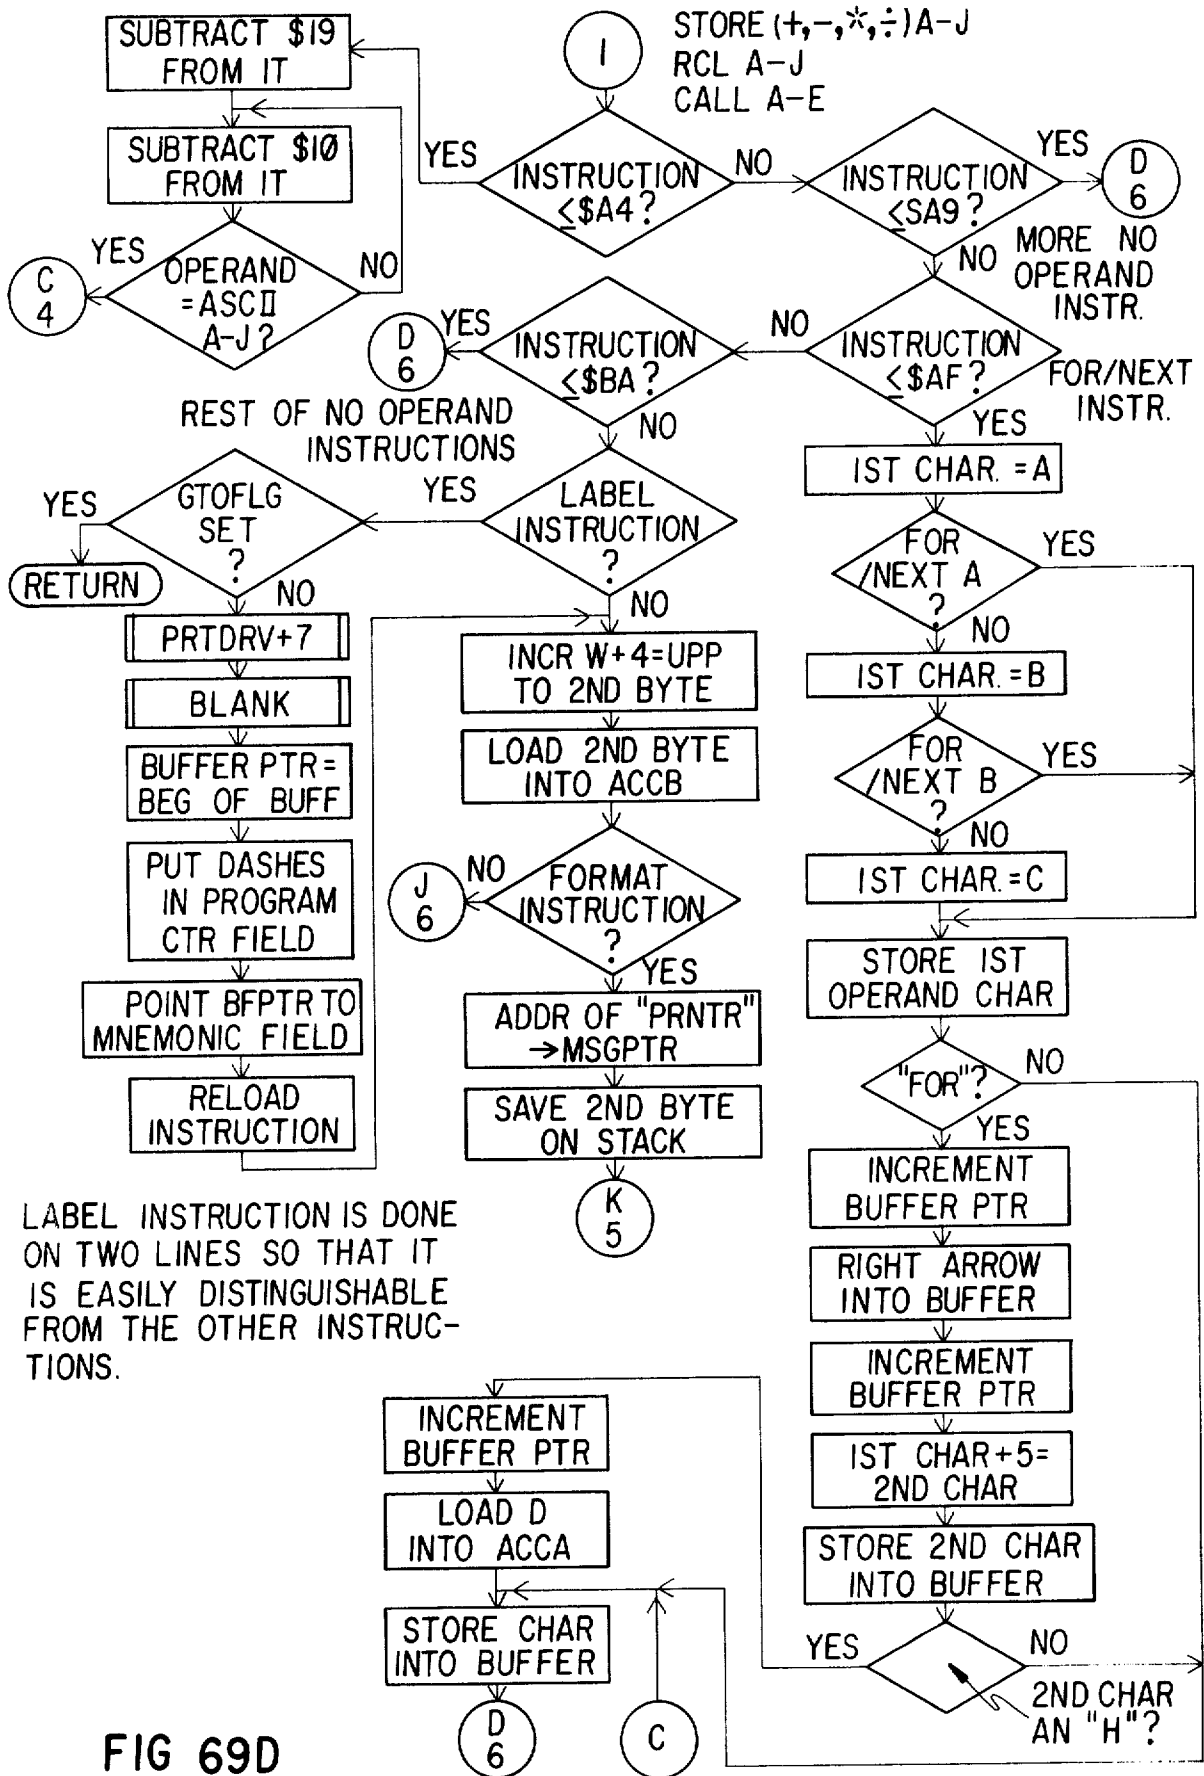 SUBTRACT $19
FROM IT
1
STORE (+,-,*,÷) A-J
RCL A-J
CALL A-E
SUBTRACT $10
FROM IT
YES
INSTRUCTION
≤$A4?
NO
INSTRUCTION
≤SA9?
YES
D
6
YES
OPERAND
=ASCII
A-J?
NO
C
4
NO
MORE NO
OPERAND
INSTR.
D
6
YES
INSTRUCTION
≤$BA?
NO
INSTRUCTION
≤$AF?
FOR/NEXT
INSTR.
REST OF NO OPERAND
INSTRUCTIONS
NO
YES
1ST CHAR. =A
YES
GTOFLG
SET
?
YES
LABEL
INSTRUCTION
?
FOR
/NEXT A
?
YES
RETURN
NO
NO
NO
PRTDRV+7
INCR W+4=UPP
TO 2ND BYTE
1ST CHAR.=B
BLANK
LOAD 2ND BYTE
INTO ACCB
FOR
/NEXT B
?
YES
BUFFER PTR=
BEG OF BUFF
NO
PUT DASHES
IN PROGRAM
CTR FIELD
J
6
NO
FORMAT
INSTRUCTION
?
1ST CHAR.=C
YES
STORE 1ST
OPERAND CHAR
POINT BFPTR TO
MNEMONIC FIELD
ADDR OF "PRNTR"
→MSGPTR
"FOR"?
NO
RELOAD
INSTRUCTION
SAVE 2ND BYTE
ON STACK
YES
K
5
INCREMENT
BUFFER PTR
LABEL INSTRUCTION IS DONE
ON TWO LINES SO THAT IT
IS EASILY DISTINGUISHABLE
FROM THE OTHER INSTRUC-
TIONS.
RIGHT ARROW
INTO BUFFER
INCREMENT
BUFFER PTR
INCREMENT
BUFFER PTR
1ST CHAR+5=
2ND CHAR
LOAD D
INTO ACCA
STORE 2ND CHAR
INTO BUFFER
STORE CHAR
INTO BUFFER
YES
NO
2ND CHAR
AN "H"?
D
6
C
FIG 69D